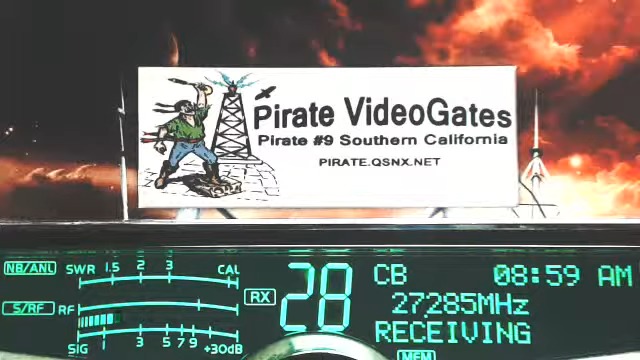 Pirate VideoGates
Pirate #9 Southern California
PIRATE.QSNX.NET
NB/ANL SWR 1.5 2 3 CAL
S/RF RF
SIG 1 3 5 7 9 +30dB
RX 28
CB 08:59 AM
27285MHz
RECEIVING
MEM